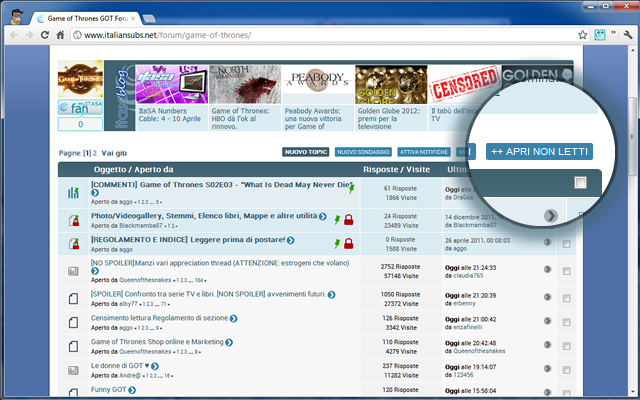 Game of Thrones GOT Foru
www.italiansubs.net/forum/game-of-thrones/
GAME OF THRONES
ITASA
fan
0
itasablog
ItaSA Numbers
Cable: 4 - 10 Aprile
NORTH
REMEMBERS
Game of Thrones:
HBO dà l'ok al
rinnovo.
PEABODY
AWARDS
Peabody Awards:
una nuova vittoria
per Game of
GOLDEN
GLOBE
Golden Globe 2012:
premi per la
televisione
CENSORED
Il tabù dell'inc
TV
GOLDEN
Pagine: [1] 2 Vai giù
NUOVO TOPIC
NUOVO SONDAGGIO
ATTIVA NOTIFICHE
++ APRI NON LETTI
Oggetto / Aperto da
Risposte / Visite
[COMMENTI] Game of Thrones S02E03 - "What Is Dead May Never Die"
Aperto da aggo « 1 2 3 ... 5 »
61 Risposte
1866 Visite
Oggi alle
da DraGos
Photo/Videogallery, Stemmi, Elenco libri, Mappe e altre utilità
Aperto da Blackmamba87 « 1 2 »
24 Risposte
23489 Visite
14 dicembre 2011,
da Blackmamba87
[REGOLAMENTO E INDICE] Leggere prima di postare!
Aperto da aggo
0 Risposte
1588 Visite
26 aprile 2011, 00:08:03
da aggo
[NO SPOILER]Manzi vari appreciation thread (ATTENZIONE: estrogeni che volano)
Aperto da Queenofthesnakes « 1 2 3 ... 184 »
2752 Risposte
57148 Visite
Oggi alle 21:24:33
da claudia765
[SPOILER] Confronto tra serie TV e libri. [NON SPOILER] avvenimenti futuri.
Aperto da alby77 « 1 2 3 ... 71 »
1050 Risposte
27372 Visite
Oggi alle 21:20:39
da erbenny
Censimento lettura Regolamento di sezione
Aperto da aggo « 1 2 3 ... 9 »
126 Risposte
3342 Visite
Oggi alle 21:00:42
da enzafinelli
Game of Thrones Shop online e Marketing
Aperto da Queenofthesnakes « 1 2 3 ... 8 »
110 Risposte
4279 Visite
Oggi alle 20:42:48
da Queenofthesnakes
Le donne di GOT ♥
Aperto da Andre@ « 1 2 3 ... 16 »
237 Risposte
11282 Visite
Oggi alle 19:14:07
da 123456
Funny GOT
120 Risposte
Oggi alle 15:58:04